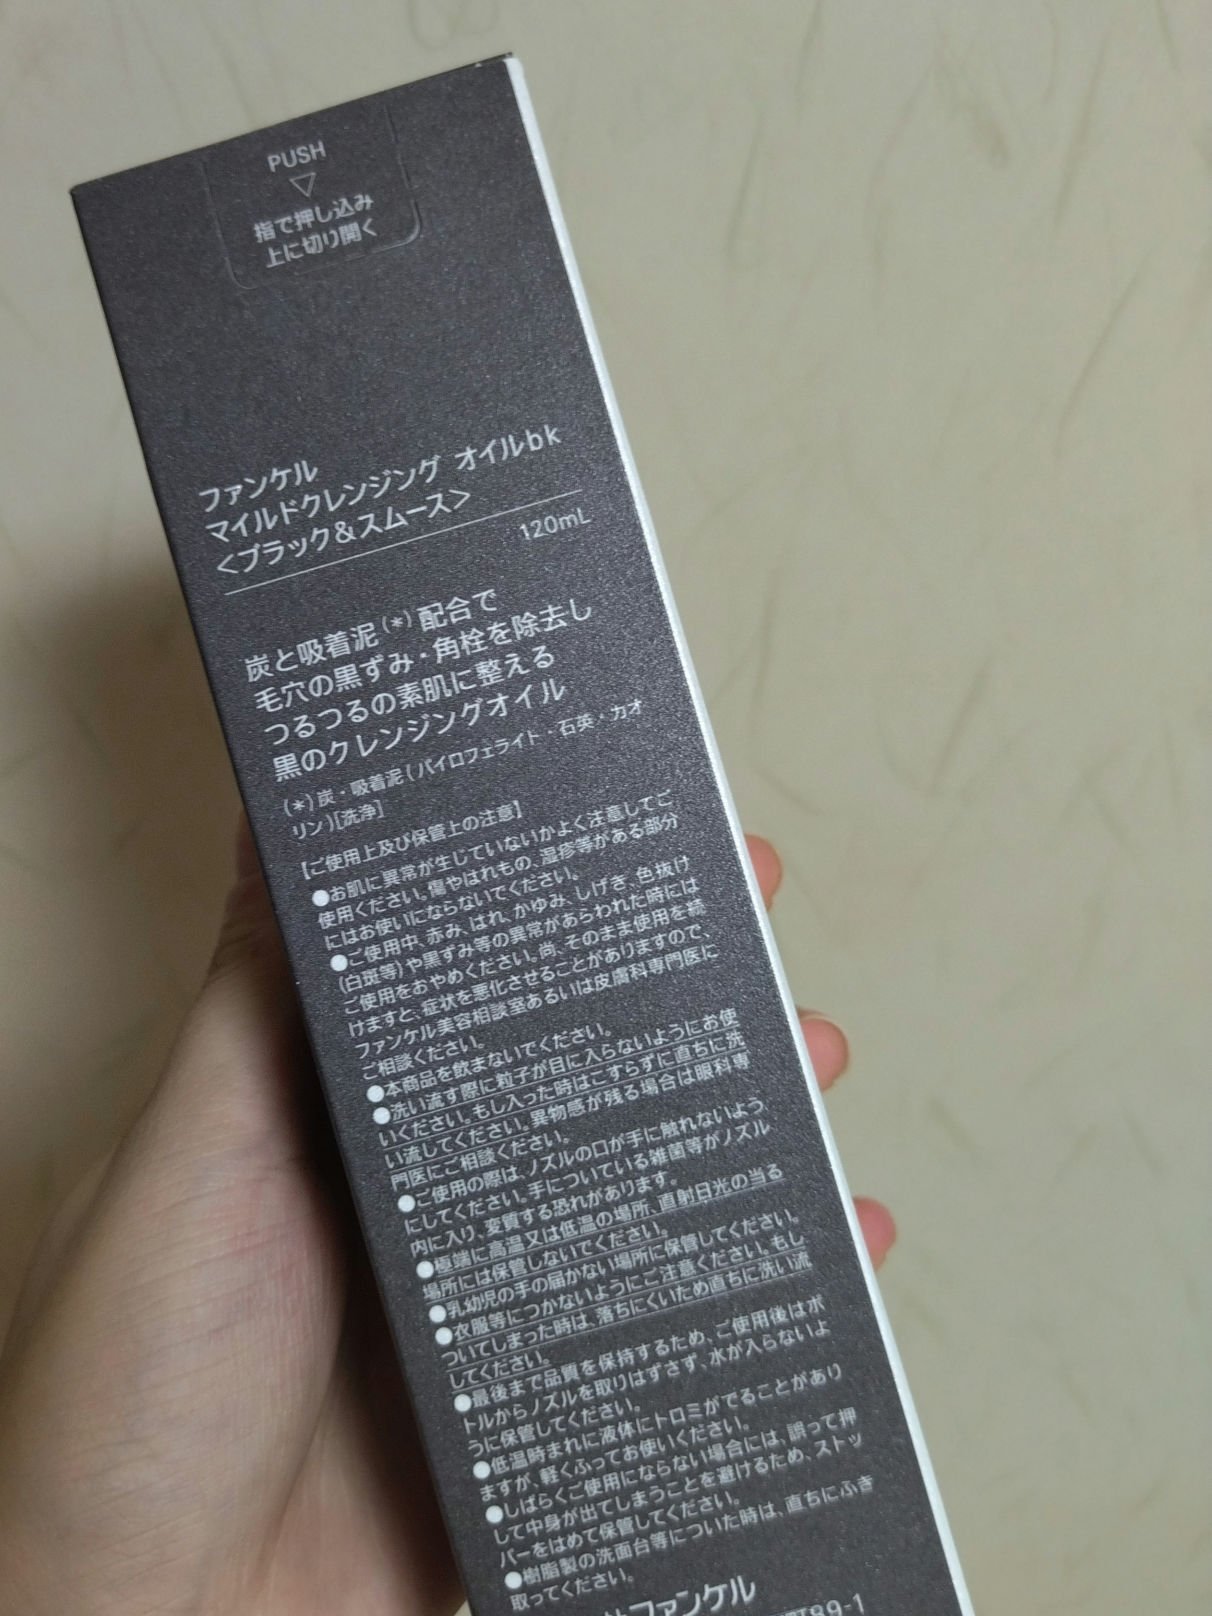 PUSH
指で押し込み
上に切り開く
ファンケル
マイルドクレンジング オイルbk
<ブラック&スムース>
120mL
炭と吸着泥(*)配合で
毛穴の黒ずみ・角栓を除去し
つるつるの素肌に整える
黒のクレンジングオイル
(*)炭・吸着泥(パイロフェライト・石英・カオ
リン)[洗浄]
【ご使用上及び保管上の注意】
●お肌に異常が生じていないかよく注意してご
使用ください。傷やはれもの、湿疹等がある部分
にはお使いにならないでください。
●ご使用中、赤み、はれ、かゆみ、しげき、色抜け
(白斑等)や黒ずみ等の異常があらわれた時には
ご使用をおやめください。尚、そのまま使用を続
けますと、症状を悪化させることがありますので、
ファンケル美容相談室あるいは皮膚科専門医に
ご相談ください。
●本商品を飲まないでください。
●洗い流す際に粒子が目に入らないようにお使
いください。もし入った時はこすらずに直ちに洗
い流してください。異物感が残る場合は眼科専
門医にご相談ください。
●ご使用の際は、ノズルの口が手に触れないよう
にしてください。手についている雑菌等がノズル
内に入り、変質する恐れがあります。
●極端に高温又は低温の場所、直射日光の当る
場所には保管しないでください。
●乳幼児の手の届かない場所に保管してください。
●衣服等につかないようにご注意ください。もし
ついてしまった時は、落ちにくいため直ちに洗い流
してください。
●最後まで品質を保持するため、ご使用後はボ
トルからノズルを取りはずさず、水が入らないよ
うに保管してください。
●低温時まれに液体にトロミがでることがあり
ますが、軽くふってお使いください。
●しばらくご使用にならない場合には、誤って押
して中身が出てしまうことを避けるため、ストッ
パーをはめて保管してください。
●樹脂製の洗面台等についた時は、直ちにふき
取ってください。
ファンケル
89-1